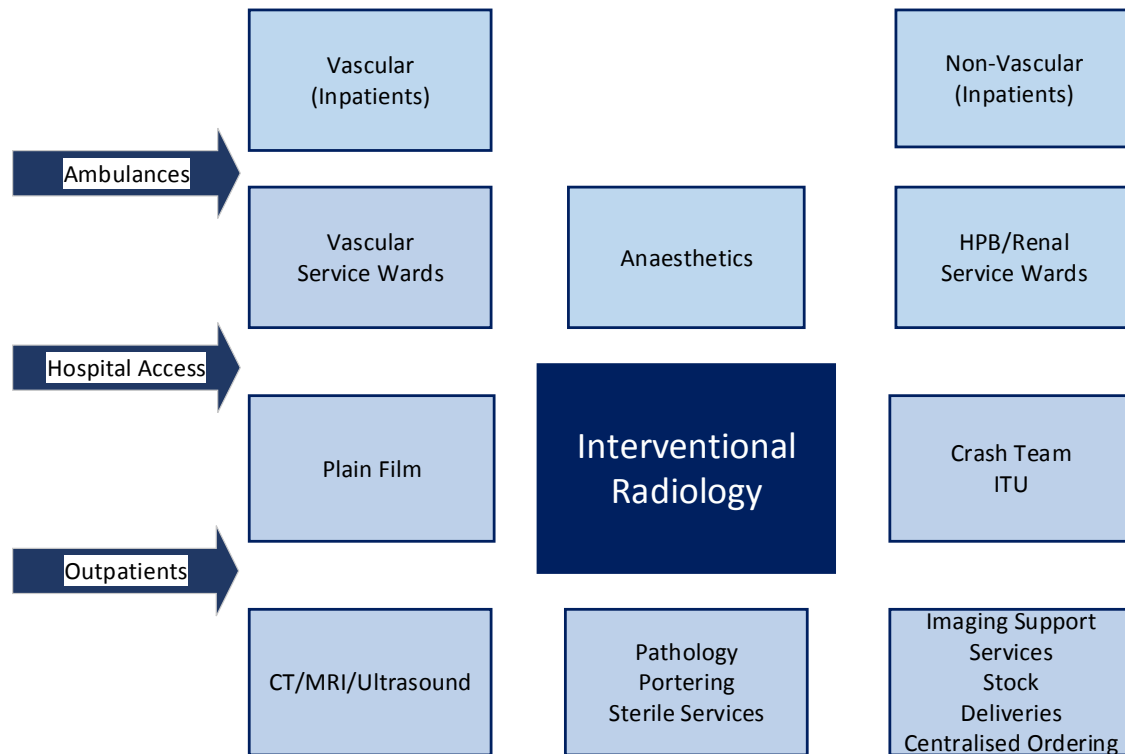 Vascular
(Inpatients)
Non-Vascular
(Inpatients)
Ambulances
Vascular
Service Wards
Anaesthetics
HPB/Renal
Service Wards
Hospital Access
Plain Film
Interventional
Radiology
Crash Team
ITU
Outpatients
CT/MRI/Ultrasound
Pathology
Portering
Sterile Services
Imaging Support
Services
Stock
Deliveries
Centralised Ordering